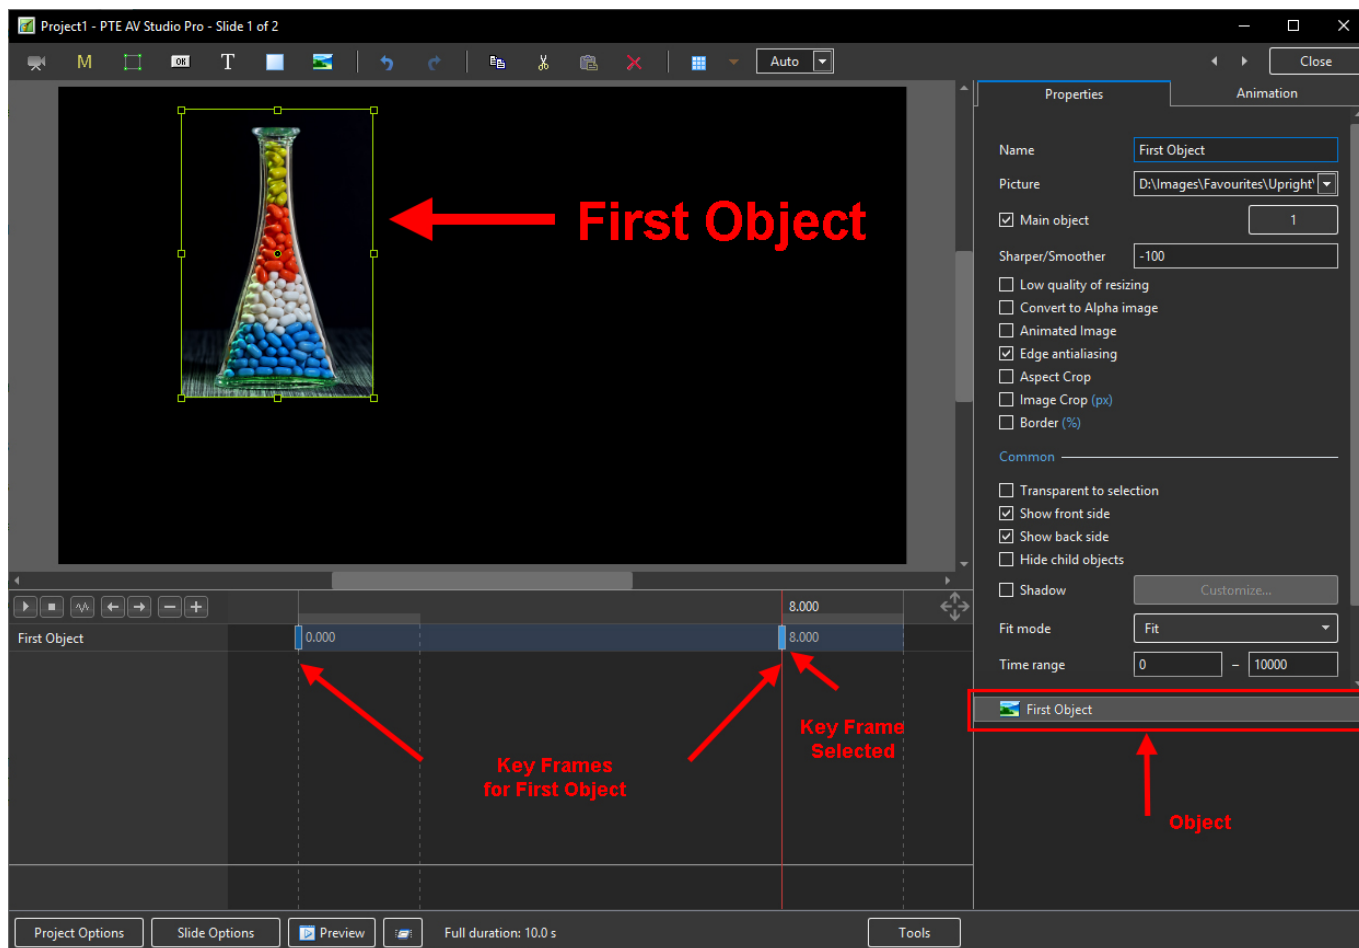 Project1 - PTE AV Studio Pro - Slide 1 of 2
M
OK
T
Auto
Close
Properties
Animation
First Object
Name
First Object
Picture
D:\Images\Favourites\Upright\
Main object
1
Sharper/Smoother
-100
Low quality of resizing
Convert to Alpha image
Animated Image
Edge antialiasing
Aspect Crop
Image Crop (px)
Border (%)
Common
Transparent to selection
Show front side
Show back side
Hide child objects
Shadow
Customize...
Fit mode
Fit
Time range
0 – 10000
First Object
Object
8.000
First Object
0.000
8.000
Key Frames
for First Object
Key Frame
Selected
Project Options
Slide Options
Preview
Full duration: 10.0 s
Tools